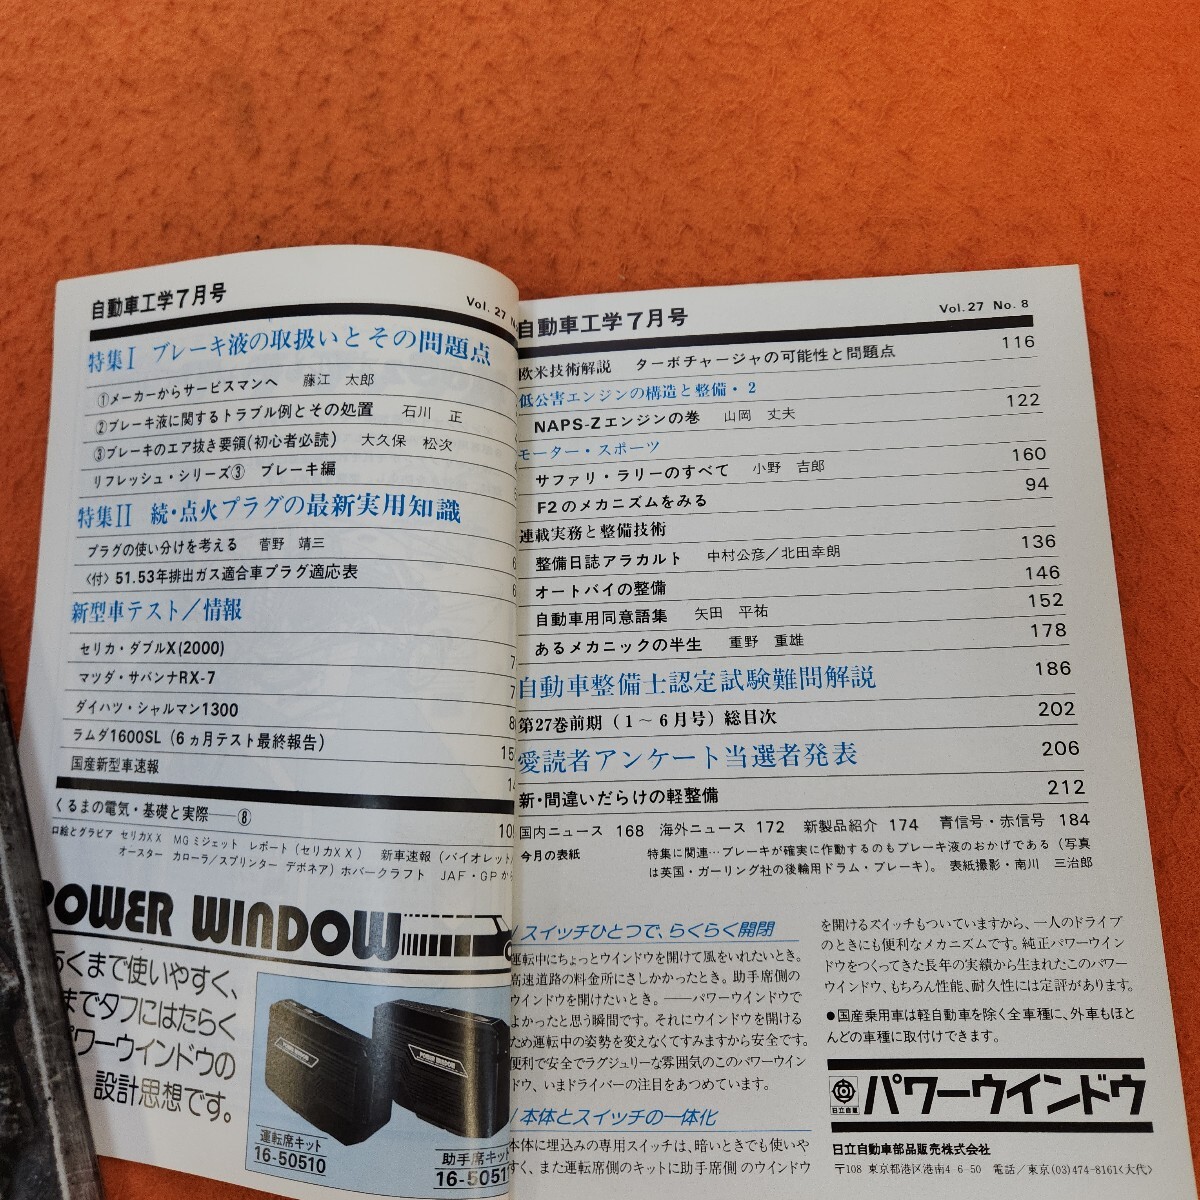 自動車工学7月号
Vol. 27
特集I ブレーキ液の取扱いとその問題点
①メーカーからサービスマンへ 藤江 太郎
②ブレーキ液に関するトラブル例とその処置 石川 正
③ブレーキのエア抜き要領(初心者必読) 大久保 松次
リフレッシュ・シリーズ③ ブレーキ編
特集II 続・点火プラグの最新実用知識
プラグの使い分けを考える 菅野 靖三
〈付〉51.53年排出ガス適合車プラグ適応表
新型車テスト/情報
セリカ・ダブルX(2000)
マツダ・サバンナRX-7
ダイハツ・シャルマン1300
ラムダ1600SL (6ヵ月テスト最終報告)
国産新型車速報
くるまの電気・基礎と実際──⑧
口絵とグラビア セリカXX MGミジェット レポート(セリカXX) 新車速報(バイオレット
オースター カローラ/スプリンター デボネア)ホバークラフト JAF・GPから
POWER WINDOW
くまで使いやすく、
までタフにはたらく
パワーウインドウの
設計思想です。
POWER WINDOW
運転席キット
16-50510
助手席キット
16-5051
自動車工学7月号
Vol. 27 No. 8
欧米技術解説 ターボチャージャの可能性と問題点 116
低公害エンジンの構造と整備・2
NAPS-Zエンジンの巻 山岡 丈夫 122
モーター・スポーツ
サファリ・ラリーのすべて 小野 吉郎 160
F2のメカニズムをみる 94
連載実務と整備技術
整備日誌アラカルト 中村公彦/北田幸朗 136
オートバイの整備 146
自動車用同意語集 矢田 平祐 152
あるメカニックの半生 重野 重雄 178
自動車整備士認定試験難問解説 186
第27巻前期(1~6月号)総目次 202
愛読者アンケート当選者発表 206
新・間違いだらけの軽整備 212
国内ニュース 168 海外ニュース 172 新製品紹介 174 青信号・赤信号 184
今月の表紙 特集に関連…ブレーキが確実に作動するのもブレーキ液のおかげである(写真
は英国・ガーリング社の後輪用ドラム・ブレーキ)。 表紙撮影・南川 三治郎
スイッチひとつで、らくらく開閉
運転中にちょっとウインドウを開けて風をいれたいとき。
高速道路の料金所にさしかかったとき。助手席側の
ウインドウを開けたいとき。──パワーウインドウで
よかったと思う瞬間です。それにウインドウを開ける
ため運転中の姿勢を変えなくてすみますから安全です。
便利で安全でラグジュリーな雰囲気のこのパワーウイン
ドウ、いまドライバーの注目をあつめています。
本体とスイッチの一体化
本体に埋込みの専用スイッチは、暗いときでも使いや
すく、また運転席側のキットに助手席側のウインドウ
を開けるスイッチもついていますから、一人のドライブ
のときにも便利なメカニズムです。純正パワーウイン
ドウをつくってきた長年の実績から生まれたこのパワー
ウインドウ、もちろん性能、耐久性には定評があります。
●国産乗用車は軽自動車を除く全車種に、外車もほと
んどの車種に取付けできます。
日立自販
パワーウインドウ
日立自動車部品販売株式会社
〒108 東京都港区港南4-6-50 電話/東京(03)474-8161〈大代〉